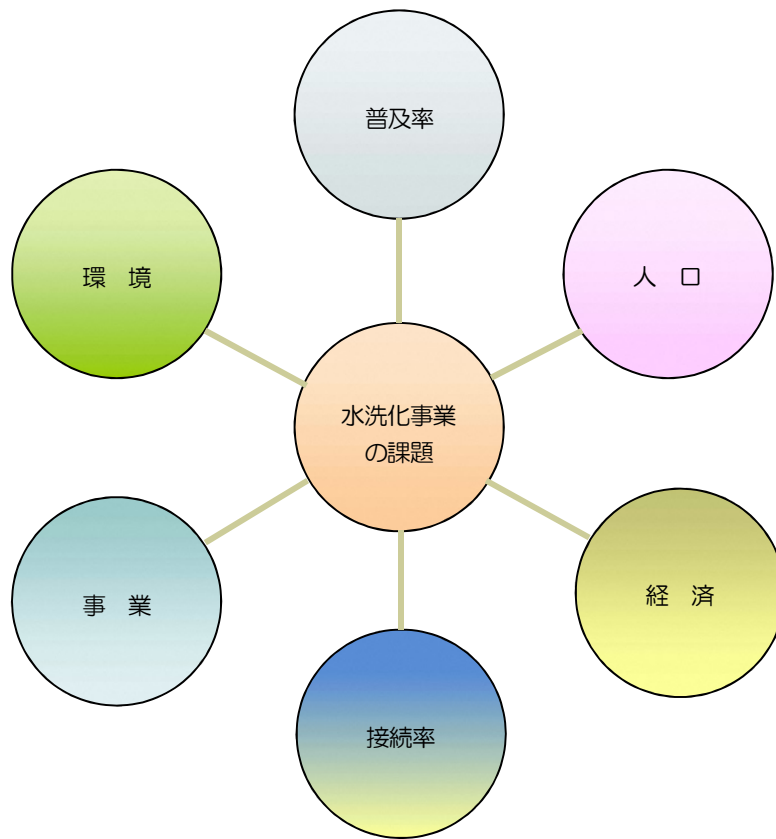 普及率
環　境
人　口
水洗化事業
の課題
事　業
経　済
接続率